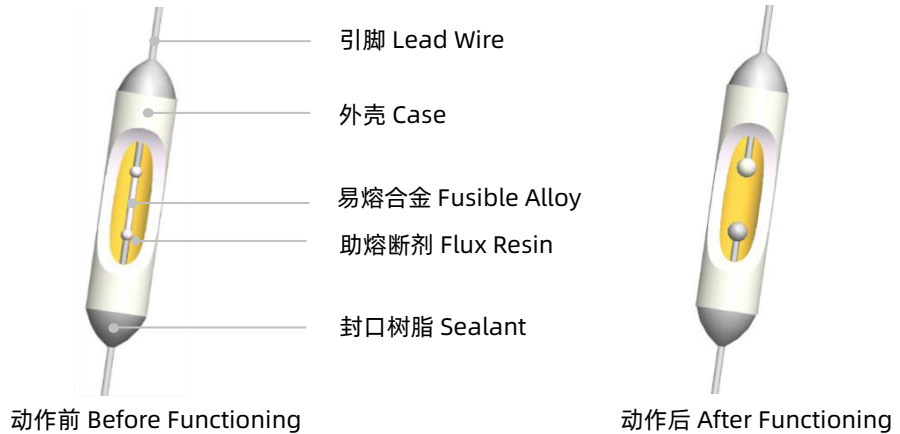 引脚 Lead Wire
外壳 Case
易熔合金 Fusible Alloy
助熔断剂 Flux Resin
封口树脂 Sealant
动作前 Before Functioning
动作后 After Functioning